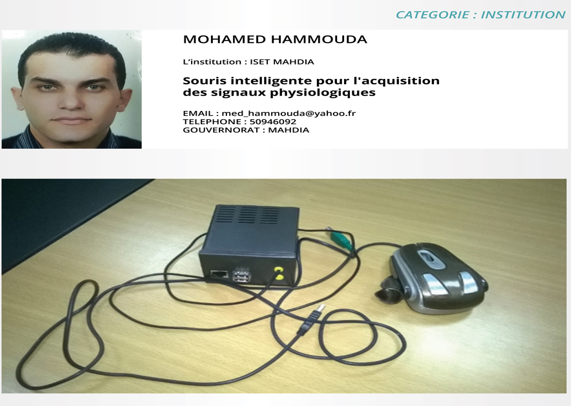 CATEGORIE : INSTITUTION
MOHAMED HAMMOUDA
L'institution : ISET MAHDIA
Souris intelligente pour l'acquisition
des signaux physiologiques
EMAIL : med_hammouda@yahoo.fr
TELEPHONE : 50946092
GOUVERNORAT : MAHDIA